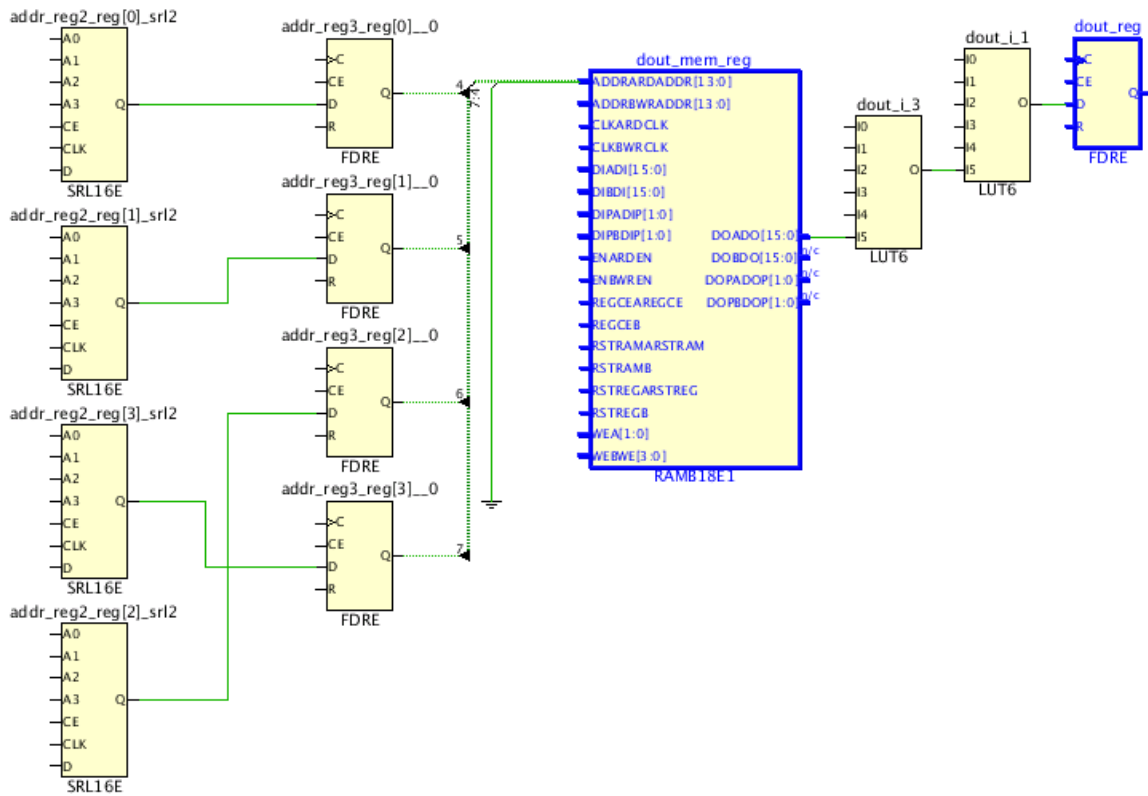 addr_reg2_reg[0]_srl2
A0
A1
A2
A3
CE
CLK
D
Q
SRL16E
addr_reg2_reg[1]_srl2
A0
A1
A2
A3
CE
CLK
D
Q
SRL16E
addr_reg2_reg[3]_srl2
A0
A1
A2
A3
CE
CLK
D
Q
SRL16E
addr_reg2_reg[2]_srl2
A0
A1
A2
A3
CE
CLK
D
Q
SRL16E
addr_reg3_reg[0]__0
C
CE
D
R
Q
FDRE
addr_reg3_reg[1]__0
C
CE
D
R
Q
FDRE
addr_reg3_reg[2]__0
C
CE
D
R
Q
FDRE
addr_reg3_reg[3]__0
C
CE
D
R
Q
FDRE
4
7:4
5
6
7
dout_mem_reg
ADDRARDADDR[13:0]
ADDRBWRADDR[13:0]
CLKARDCLK
CLKBWRCLK
DIADI[15:0]
DIBDI[15:0]
DIPADIP[1:0]
DIPBDIP[1:0]
ENARDEN
ENBWREN
REGCEAREGCE
REGCEB
RSTRAMARSTRAM
RSTRAMB
RSTREGARSTREG
RSTREGB
WEA[1:0]
WEBWE[3:0]
DOADO[15:0]
DOBDO[15:0]
n/c
DOPADOP[1:0]
n/c
DOPBDOP[1:0]
n/c
RAMB18E1
dout_i_3
I0
I1
I2
I3
I4
I5
O
LUT6
dout_i_1
I0
I1
I2
I3
I4
I5
O
LUT6
dout_reg
C
CE
D
R
Q
FDRE